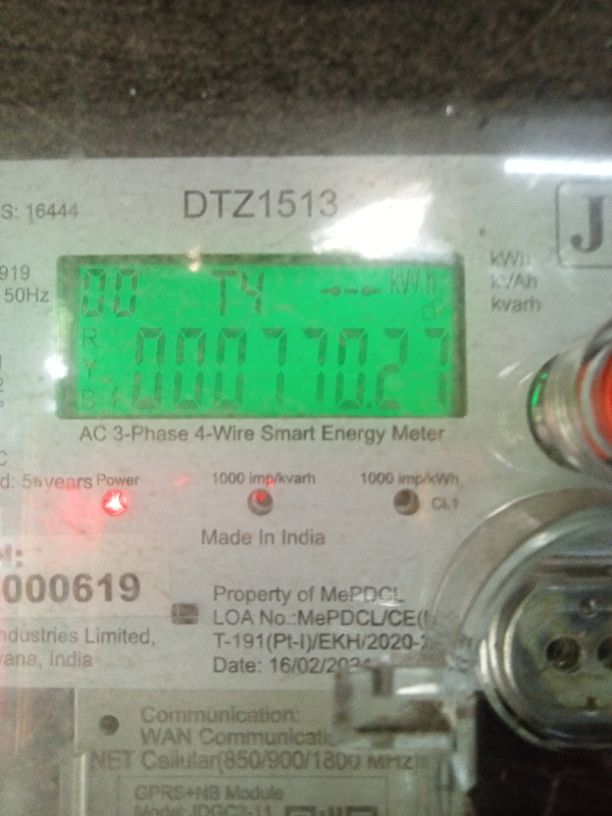 S: 16444
DTZ1513
J
919
50Hz
kWh
kVAh
kvarh
00 T4 kWh
R
Y
B
000770.27
AC 3-Phase 4-Wire Smart Energy Meter
C
d: 5 years
Power
1000 imp/kvarh
1000 imp/kWh
CL1
Made In India
N:
000619
Property of MePDCL
LOA No.:MePDCL/CE(
T-191(Pt-I)/EKH/2020-
Date: 16/02/
ndustries Limited,
yana, India
Communication:
WAN Communicati
NET Cellular(850/900/1800 MHz
GPRS+NB Module